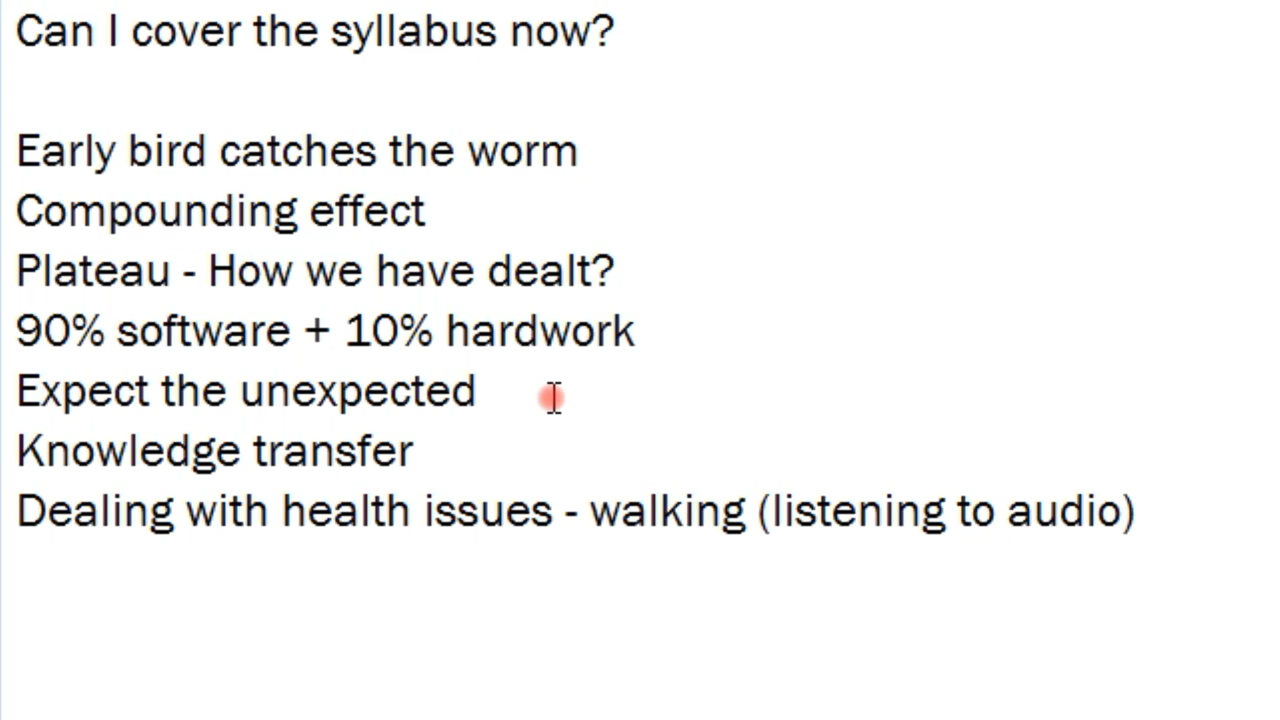 Can I cover the syllabus now?
Early bird catches the worm
Compounding effect
Plateau - How we have dealt?
90% software + 10% hardwork
Expect the unexpected
Knowledge transfer
Dealing with health issues - walking (listening to audio)